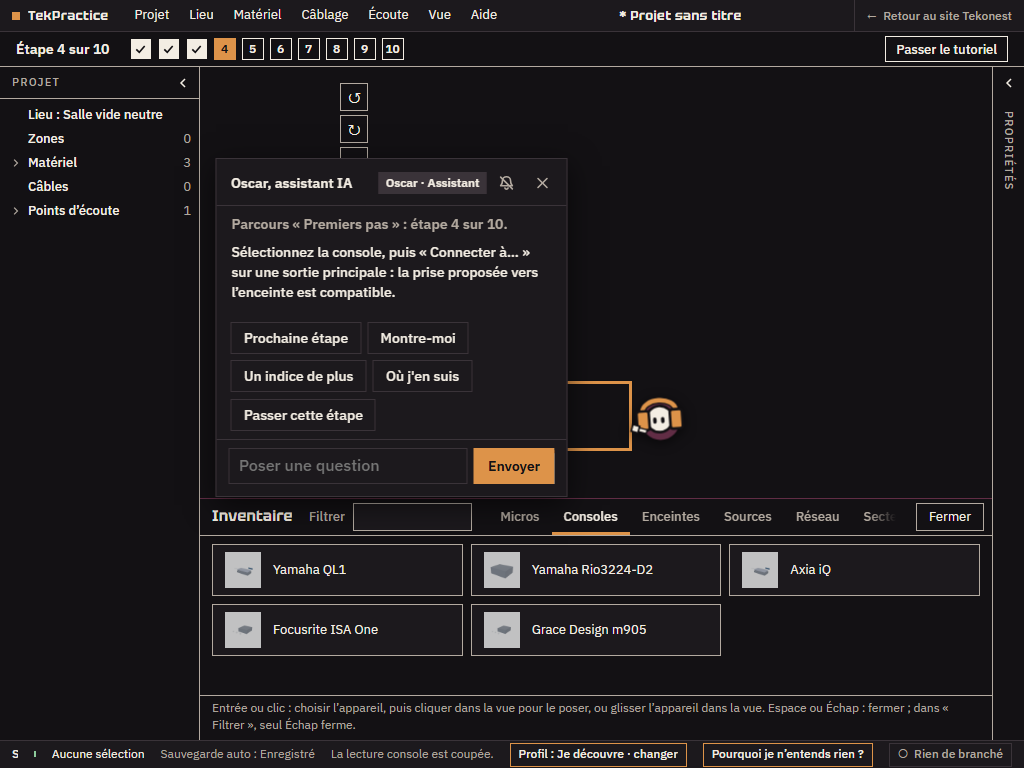 TekPractice Projet Lieu Matériel Câblage Écoute Vue Aide * Projet sans titre ← Retour au site Tekonest
Étape 4 sur 10 4 5 6 7 8 9 10 Passer le tutoriel
PROJET
Lieu : Salle vide neutre
Zones 0
Matériel 3
Câbles 0
Points d'écoute 1
PROPRIÉTÉS
Oscar, assistant IA Oscar · Assistant
Parcours « Premiers pas » : étape 4 sur 10.
Sélectionnez la console, puis « Connecter à… »
sur une sortie principale : la prise proposée vers
l'enceinte est compatible.
Prochaine étape Montre-moi
Un indice de plus Où j'en suis
Passer cette étape
Poser une question Envoyer
Inventaire Filtrer Micros Consoles Enceintes Sources Réseau Secte Fermer
Yamaha QL1 Yamaha Rio3224-D2 Axia iQ
Focusrite ISA One Grace Design m905
Entrée ou clic : choisir l'appareil, puis cliquer dans la vue pour le poser, ou glisser l'appareil dans la vue. Espace ou Échap : fermer ; dans «
Filtrer », seul Échap ferme.
S Aucune sélection Sauvegarde auto : Enregistré La lecture console est coupée. Profil : Je découvre · changer Pourquoi je n'entends rien ? Rien de branché